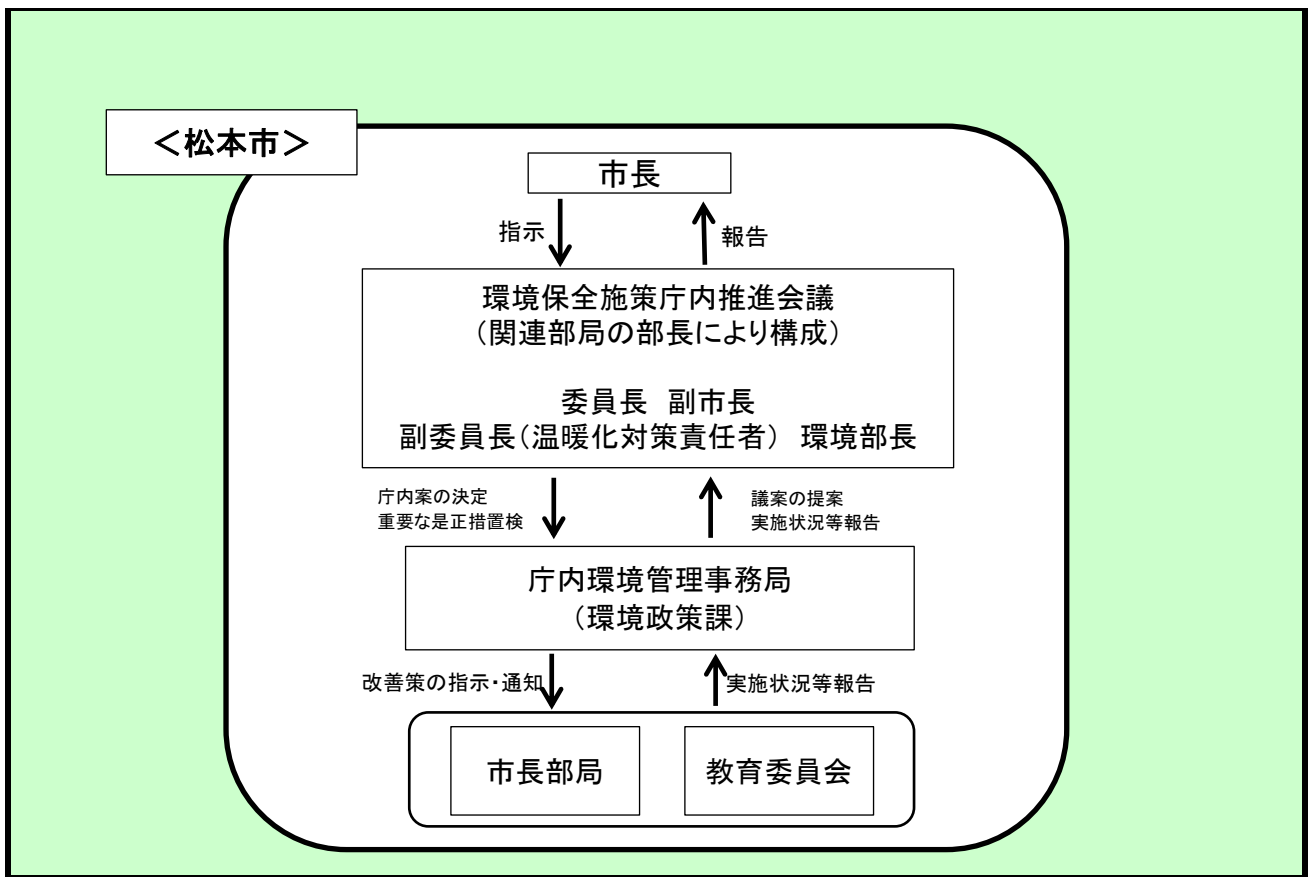 ＜松本市＞
市長
指示
報告
環境保全施策庁内推進会議
（関連部局の部長により構成）
委員長　副市長
副委員長（温暖化対策責任者）　環境部長
庁内案の決定
重要な是正措置検
議案の提案
実施状況等報告
庁内環境管理事務局
（環境政策課）
改善策の指示・通知
実施状況等報告
市長部局
教育委員会